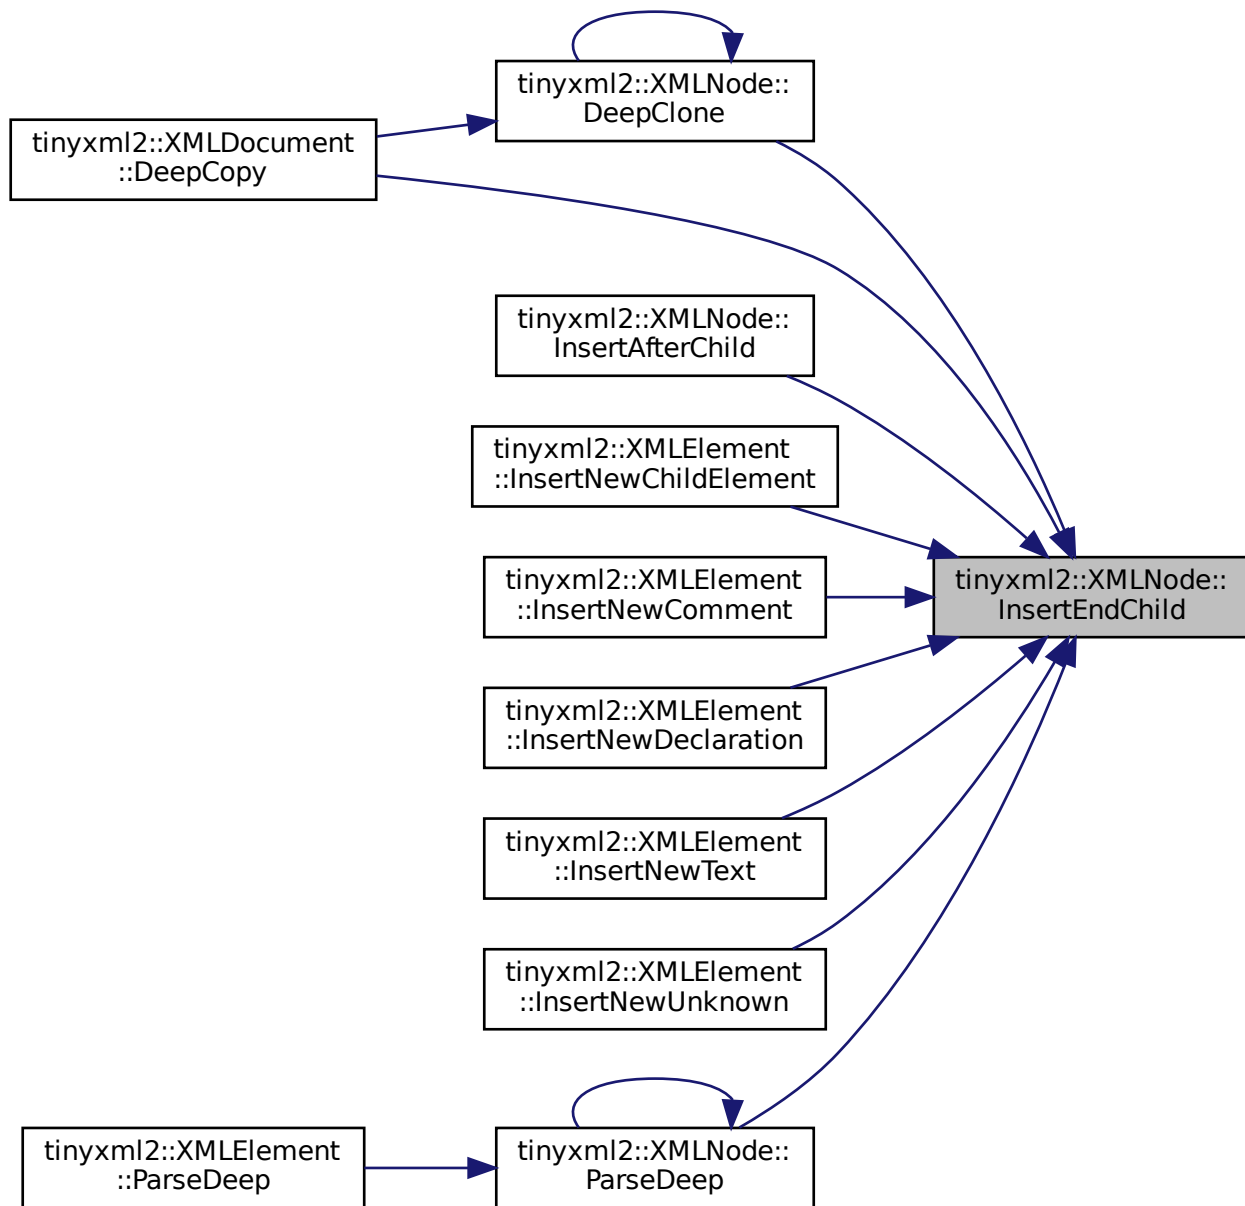 tinyxml2::XMLNode::
DeepClone
tinyxml2::XMLDocument
::DeepCopy
tinyxml2::XMLNode::
InsertAfterChild
tinyxml2::XMLElement
::InsertNewChildElement
tinyxml2::XMLElement
::InsertNewComment
tinyxml2::XMLNode::
InsertEndChild
tinyxml2::XMLElement
::InsertNewDeclaration
tinyxml2::XMLElement
::InsertNewText
tinyxml2::XMLElement
::InsertNewUnknown
tinyxml2::XMLElement
::ParseDeep
tinyxml2::XMLNode::
ParseDeep